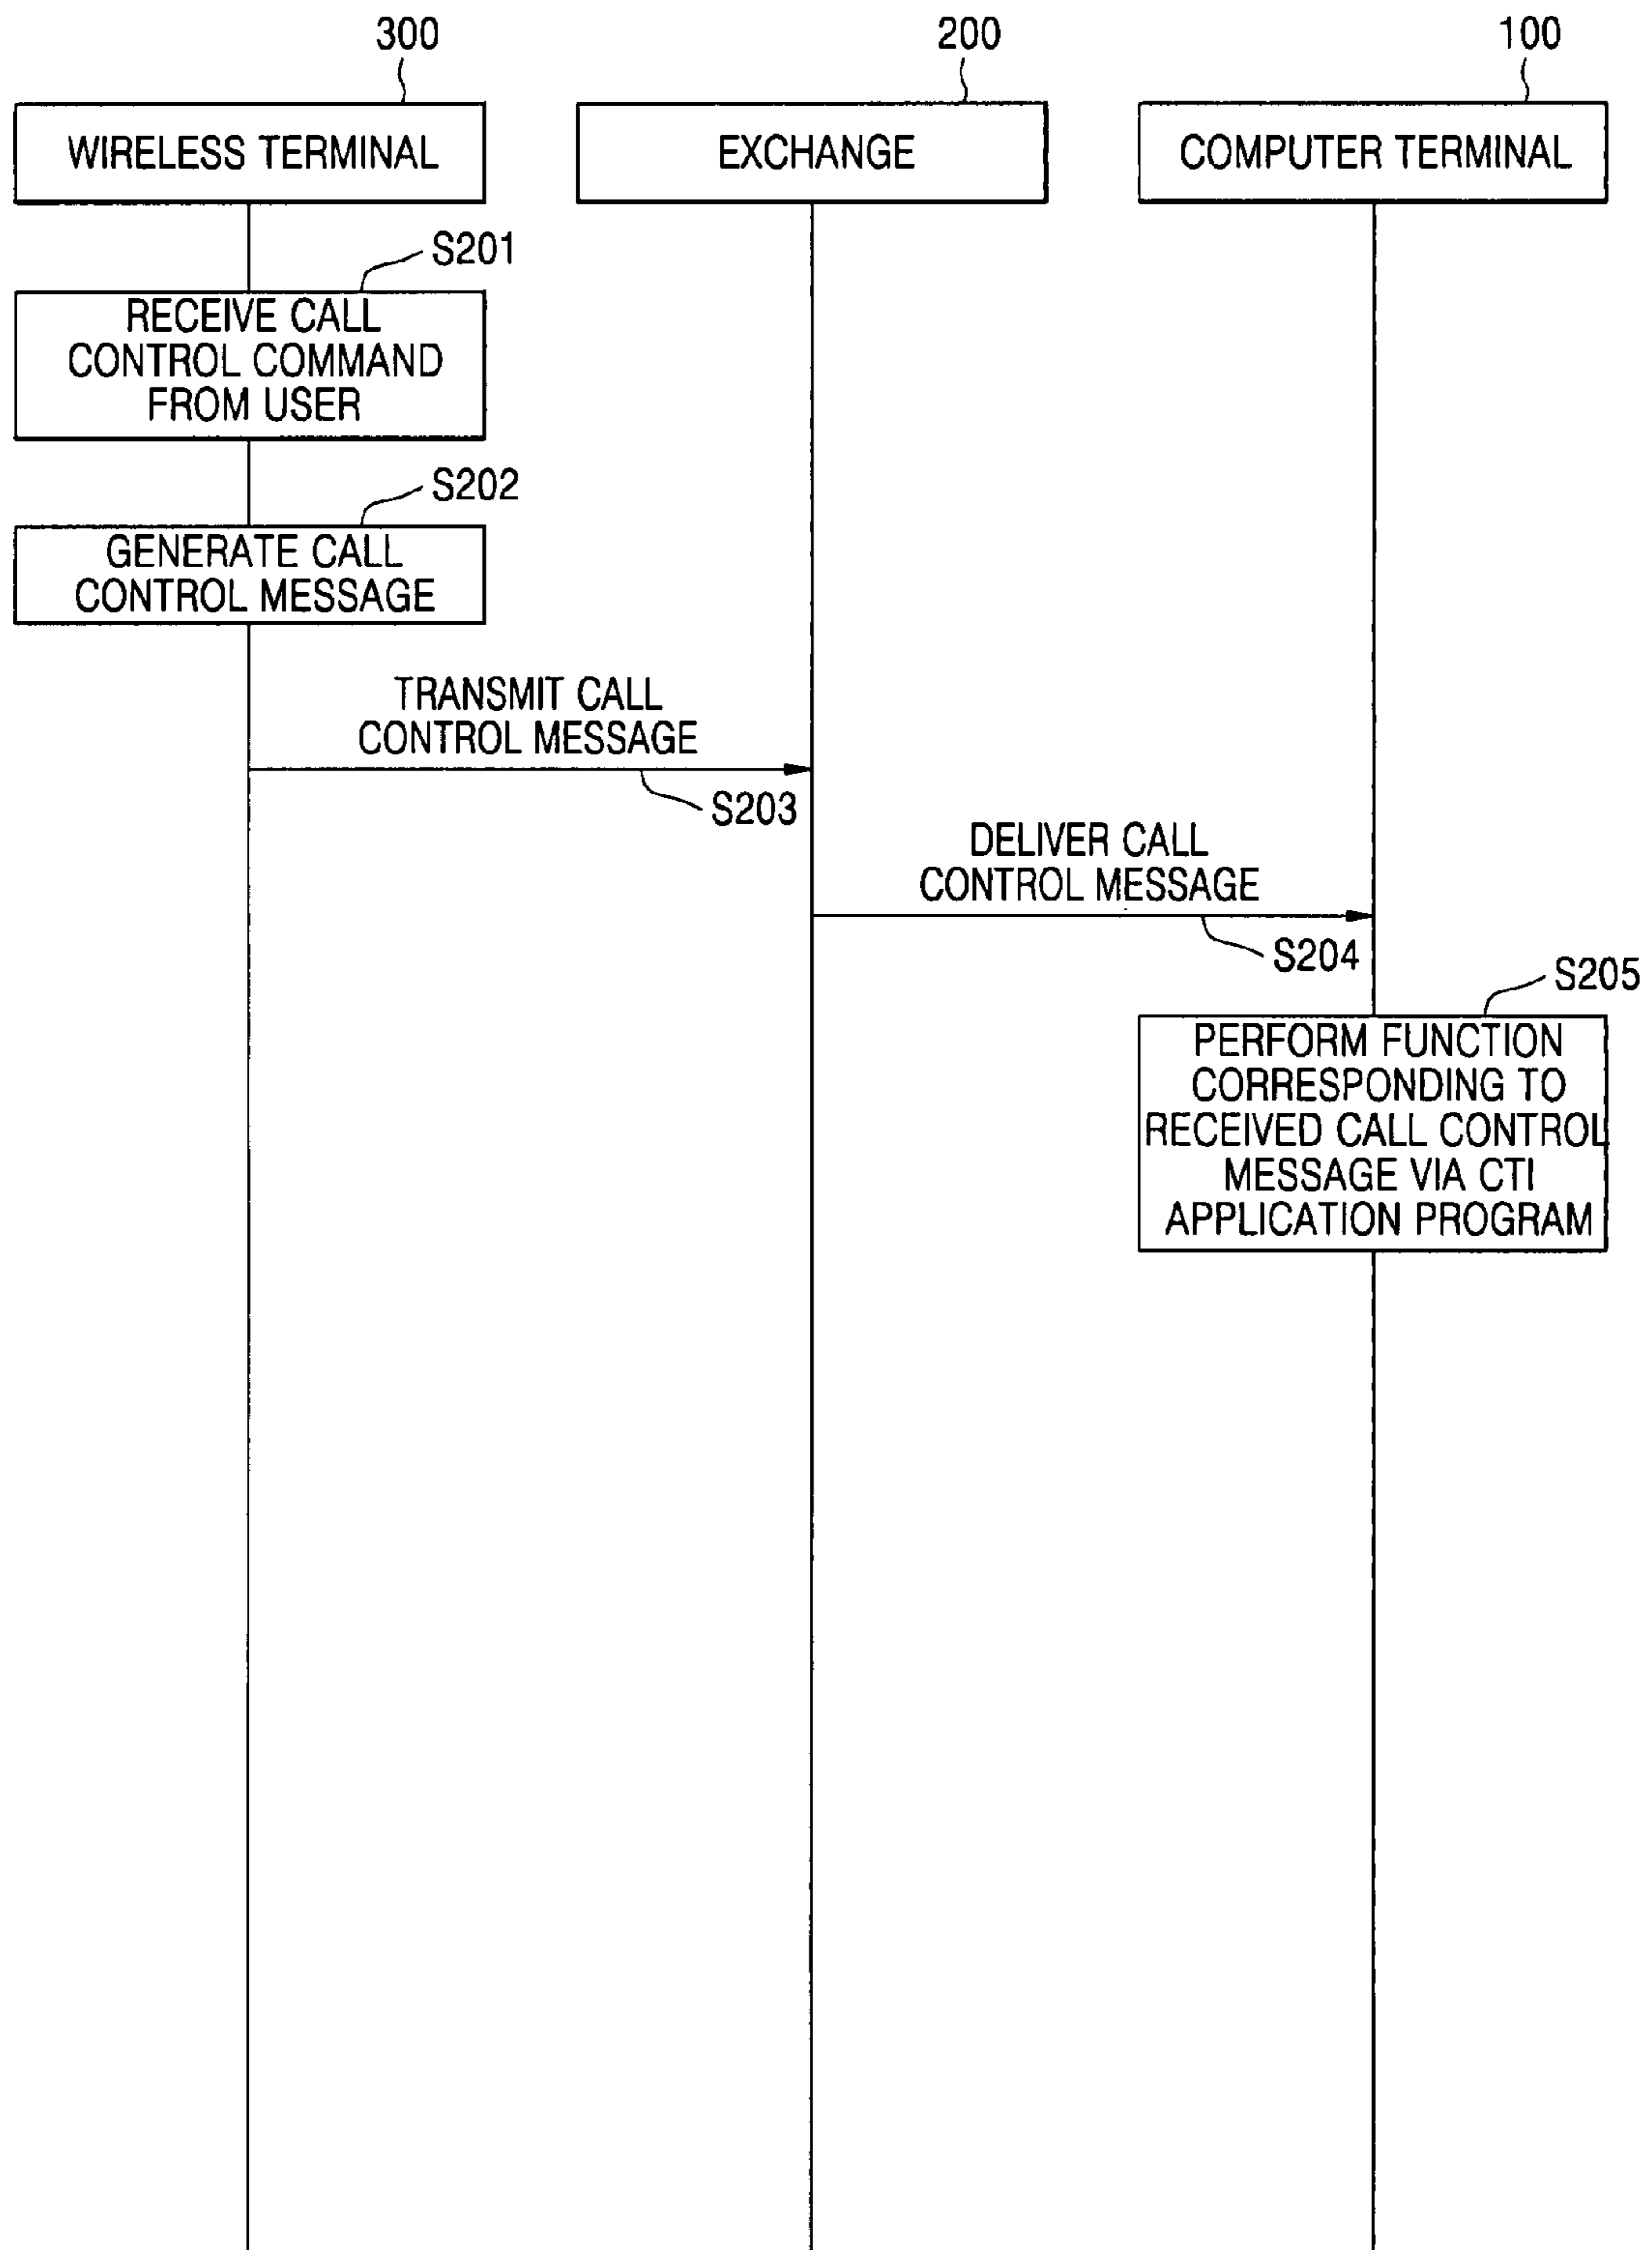 300
200
100
WIRELESS TERMINAL
EXCHANGE
COMPUTER TERMINAL
S201
RECEIVE CALL
CONTROL COMMAND
FROM USER
S202
GENERATE CALL
CONTROL MESSAGE
TRANSMIT CALL
CONTROL MESSAGE
S203
DELIVER CALL
CONTROL MESSAGE
S204
S205
PERFORM FUNCTION
CORRESPONDING TO
RECEIVED CALL CONTROL
MESSAGE VIA CTI
APPLICATION PROGRAM